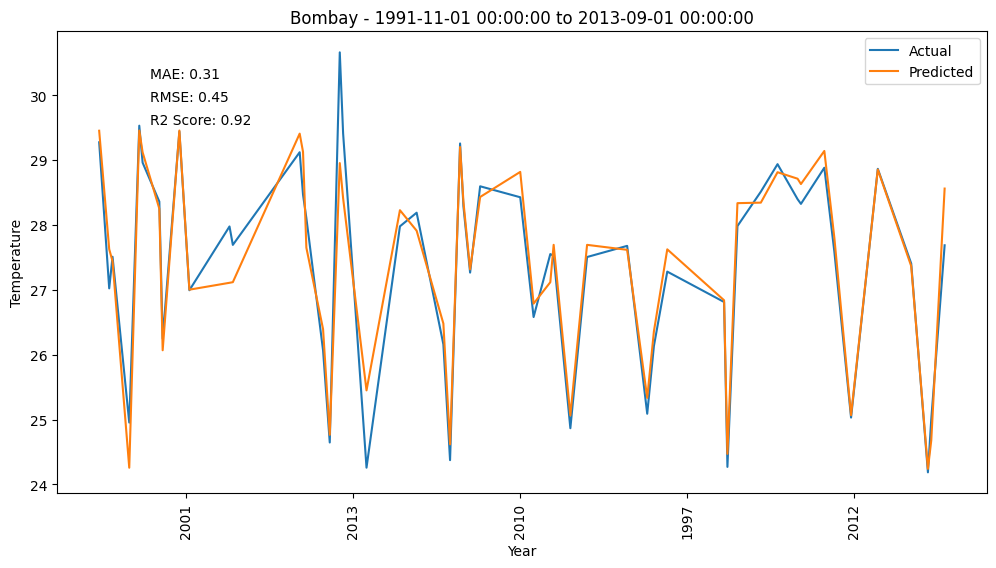 Bombay - 1991-11-01 00:00:00 to 2013-09-01 00:00:00
Actual
Predicted
MAE: 0.31
RMSE: 0.45
R2 Score: 0.92
Temperature
30
29
28
27
26
25
24
2001
2013
2010
1997
2012
Year